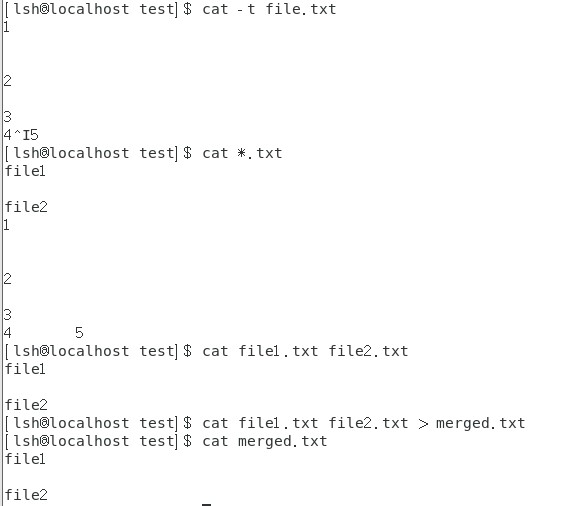 [lsh@localhost test]$ cat -t file.txt
1
2
3
4^I5
[lsh@localhost test]$ cat *.txt
file1
file2
1
2
3
4 5
[lsh@localhost test]$ cat file1.txt file2.txt
file1
file2
[lsh@localhost test]$ cat file1.txt file2.txt > merged.txt
[lsh@localhost test]$ cat merged.txt
file1
file2